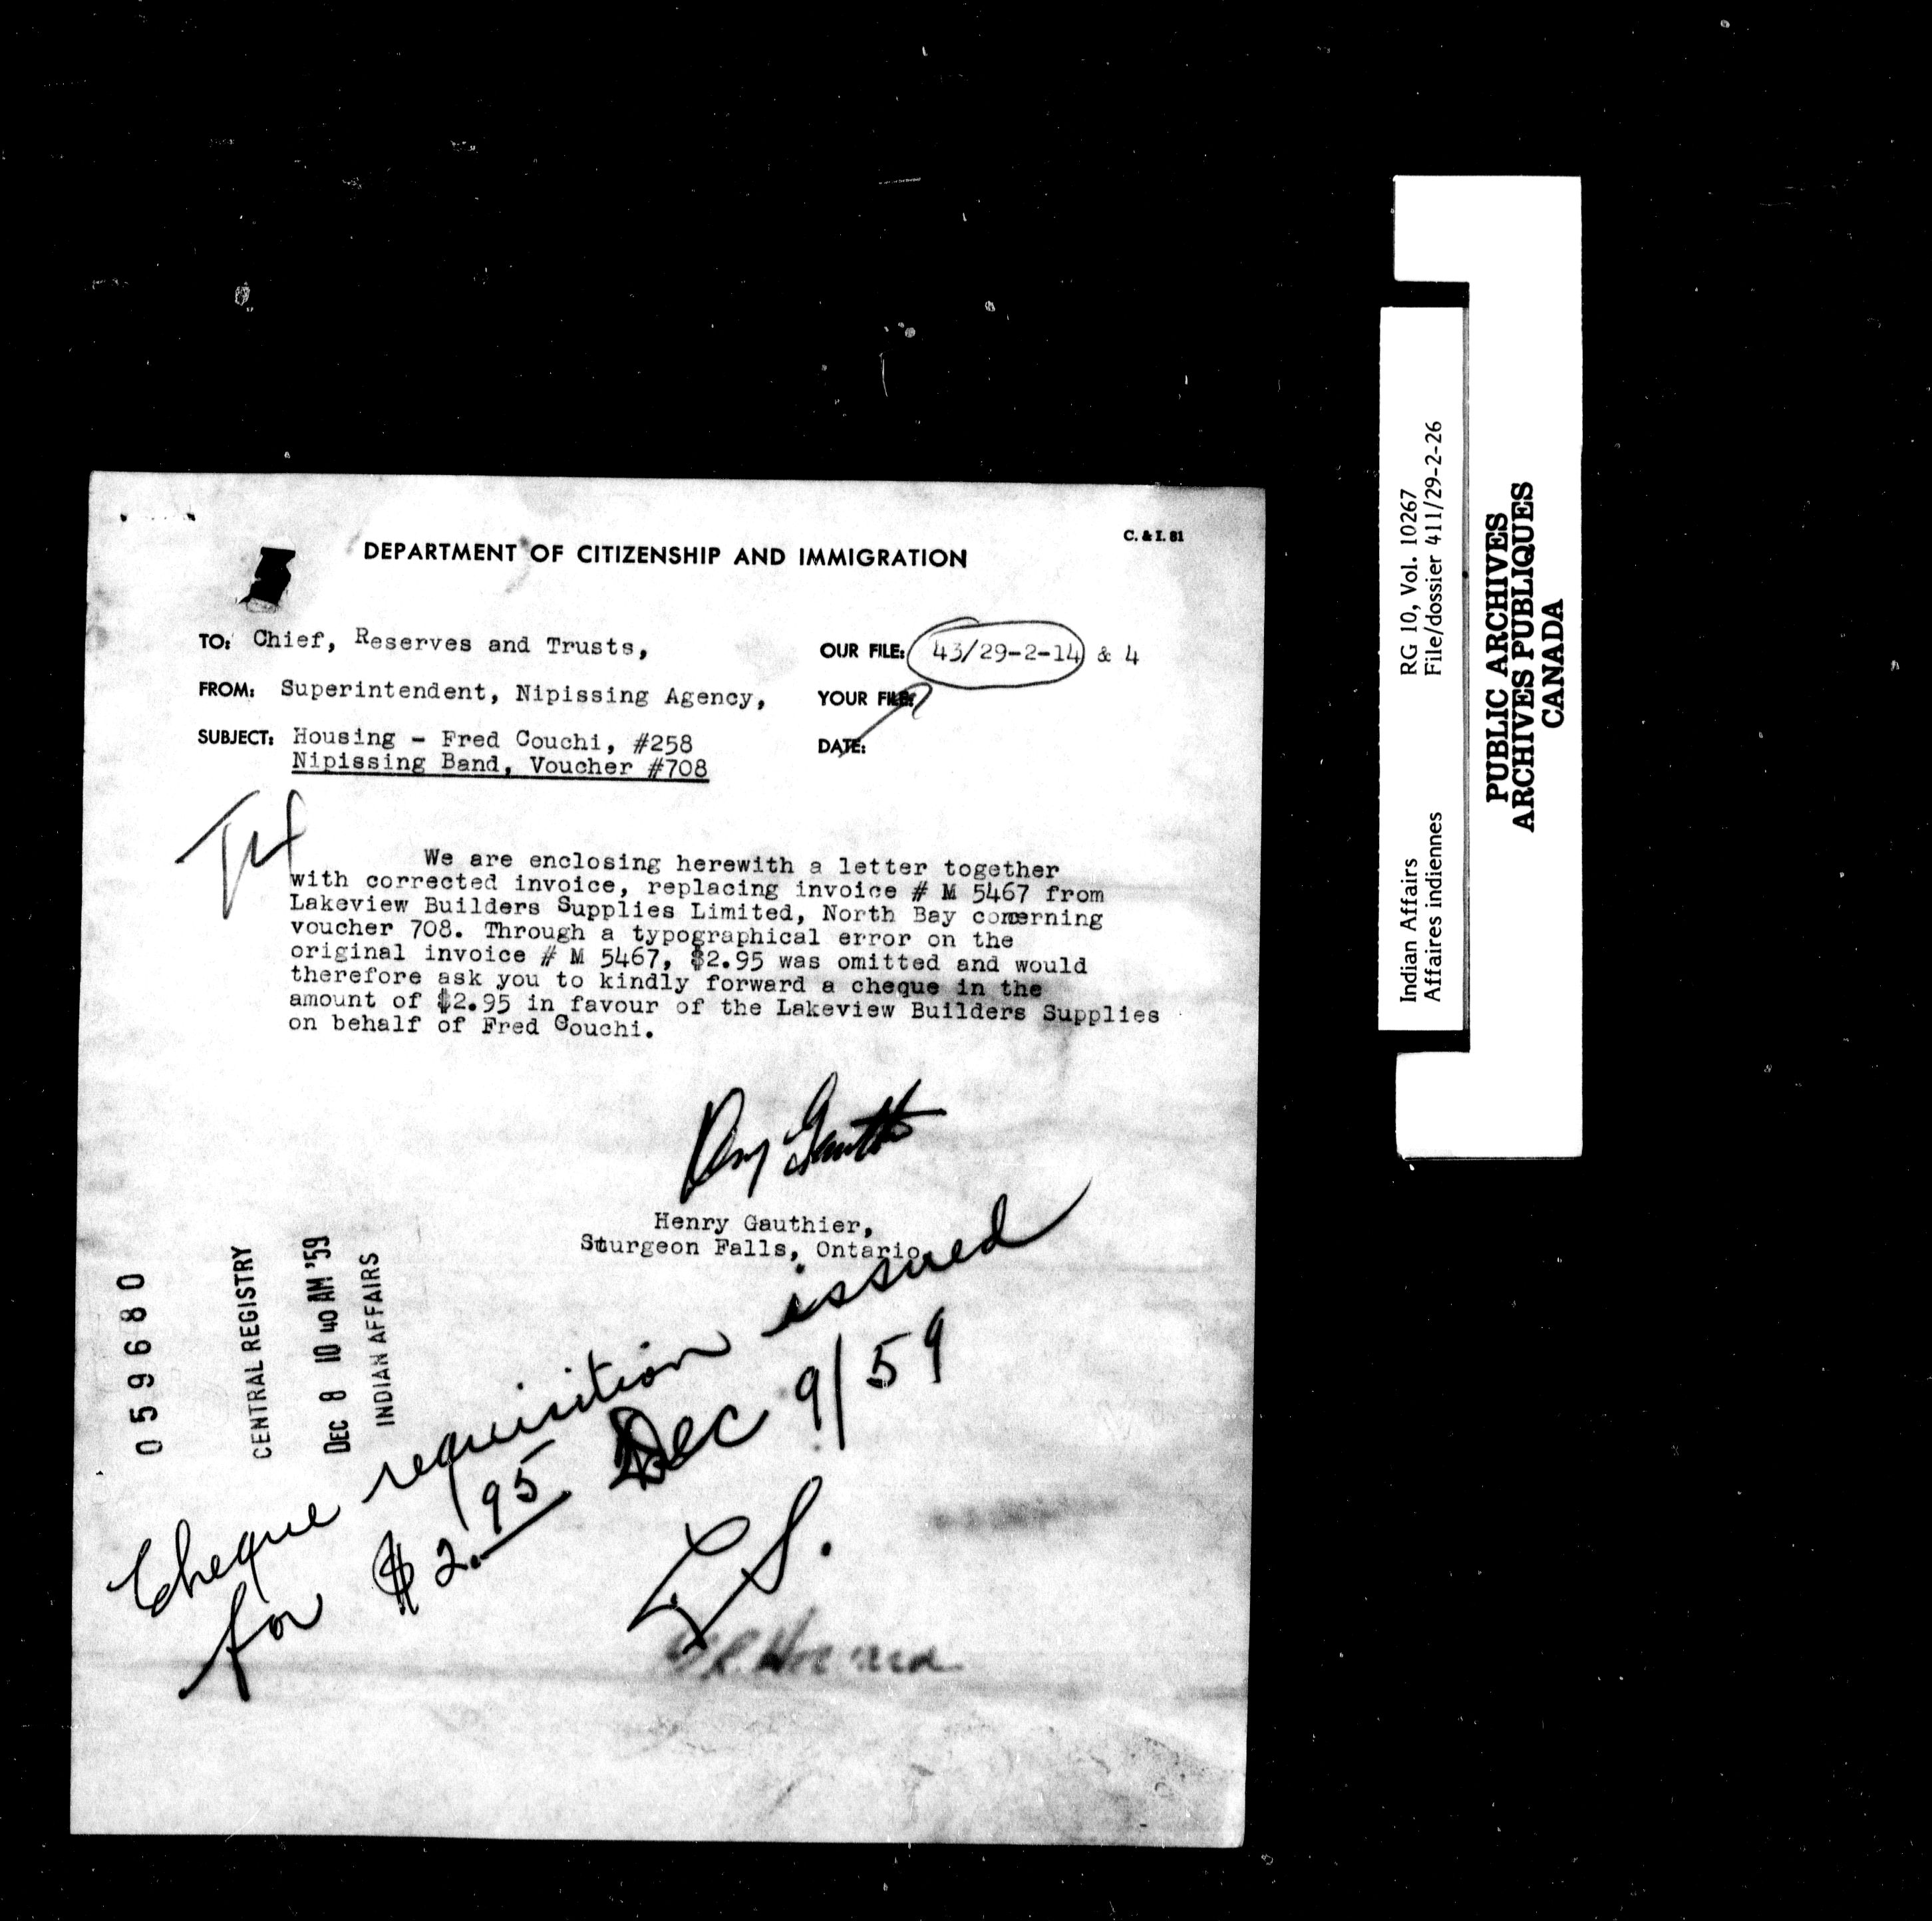 C. & I. 81
DEPARTMENT OF CITIZENSHIP AND IMMIGRATION
TO: Chief, Reserves and Trusts,
OUR FILE: 43/29-2-14 & 4
FROM: Superintendent, Nipissing Agency,
YOUR FILE:
SUBJECT: Housing - Fred Couchi, #258
Nipissing Band, Voucher #708
DATE:
We are enclosing herewith a letter together
with corrected invoice, replacing invoice # M 5467 from
Lakeview Builders Supplies Limited, North Bay concerning
voucher 708. Through a typographical error on the
original invoice # M 5467, $2.95 was omitted and would
therefore ask you to kindly forward a cheque in the
amount of $2.95 in favour of the Lakeview Builders Supplies
on behalf of Fred Couchi.
Henry Gauthier,
Sturgeon Falls, Ontario
059680
CENTRAL REGISTRY
DEC 8 10 40 AM '59
INDIAN AFFAIRS
Cheque requisition issued
for $2.95 Dec 9/59
Indian Affairs RG 10, Vol. 10267
Affaires indiennes File/dossier 411/29-2-26
PUBLIC ARCHIVES
ARCHIVES PUBLIQUES
CANADA